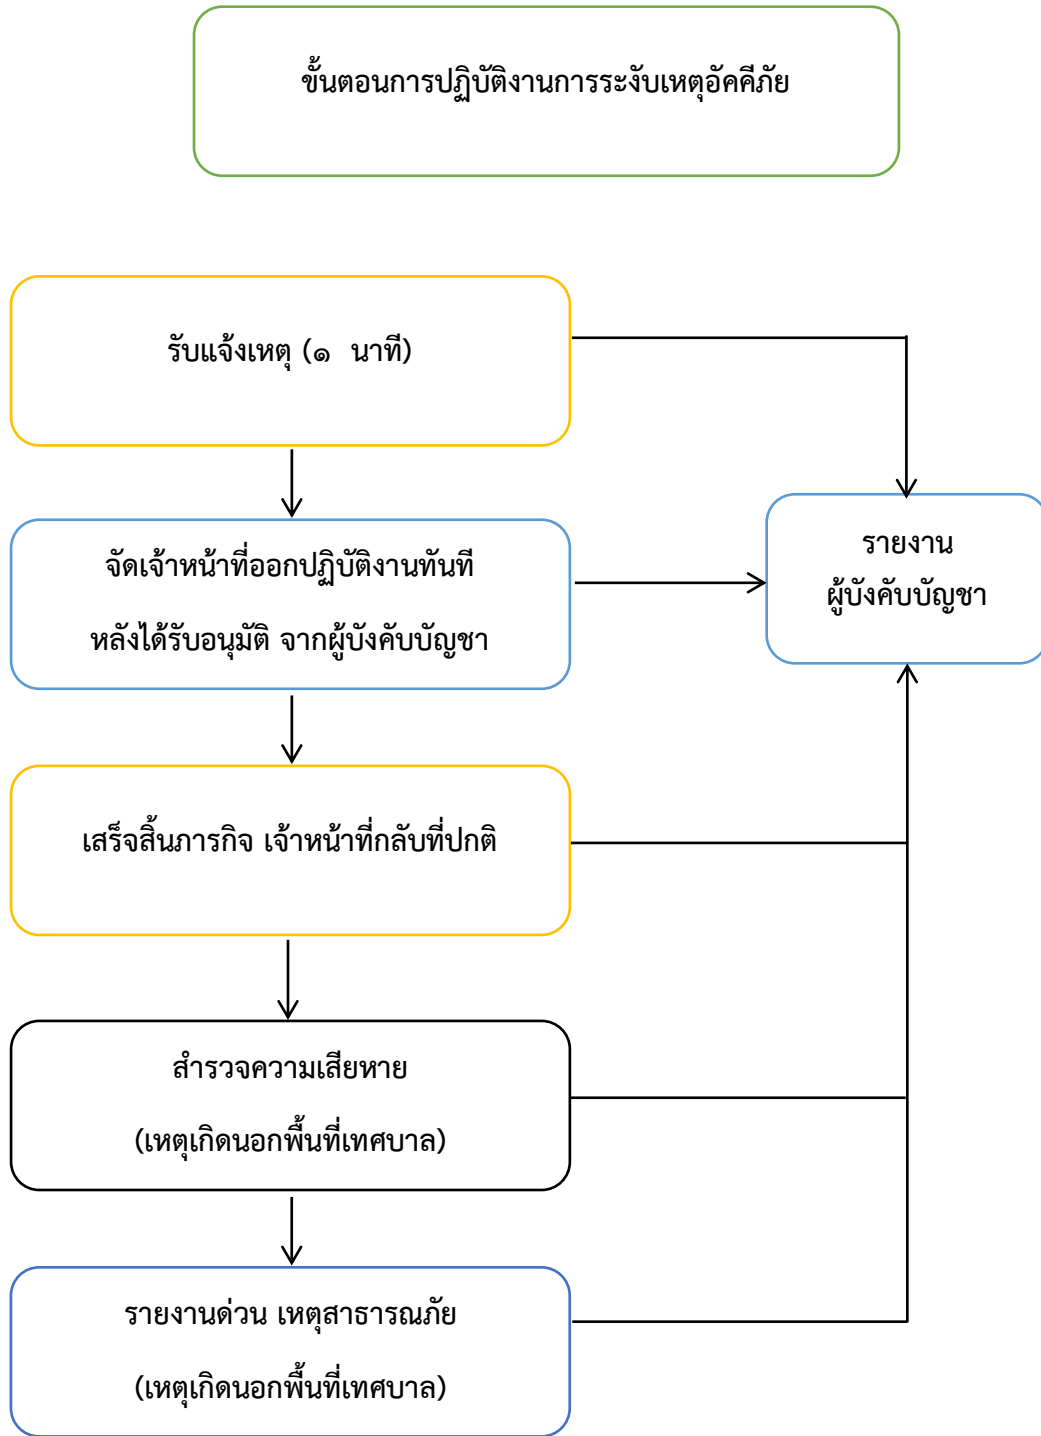 ขั้นตอนการปฏิบัติงานการระงับเหตุอัคคีภัย
รับแจ้งเหตุ (๑ นาที)
จัดเจ้าหน้าที่ออกปฏิบัติงานทันที
หลังได้รับอนุมัติ จากผู้บังคับบัญชา
รายงาน
ผู้บังคับบัญชา
เสร็จสิ้นภารกิจ เจ้าหน้าที่กลับที่ปกติ
สำรวจความเสียหาย
(เหตุเกิดนอกพื้นที่เทศบาล)
รายงานด่วน เหตุสาธารณภัย
(เหตุเกิดนอกพื้นที่เทศบาล)